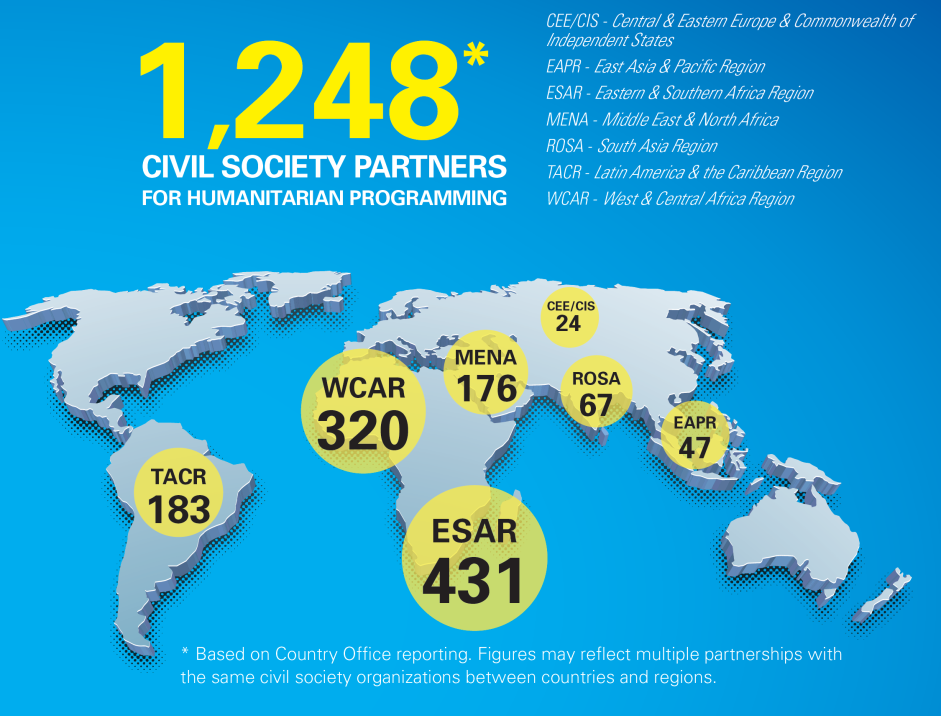 1,248*
CIVIL SOCIETY PARTNERS
FOR HUMANITARIAN PROGRAMMING
CEE/CIS - Central & Eastern Europe & Commonwealth of
Independent States
EAPR - East Asia & Pacific Region
ESAR - Eastern & Southern Africa Region
MENA - Middle East & North Africa
ROSA - South Asia Region
TACR - Latin America & the Caribbean Region
WCAR - West & Central Africa Region
CEE/CIS
24
MENA
176
WCAR
320
ROSA
67
EAPR
47
TACR
183
ESAR
431
* Based on Country Office reporting. Figures may reflect multiple partnerships with
the same civil society organizations between countries and regions.